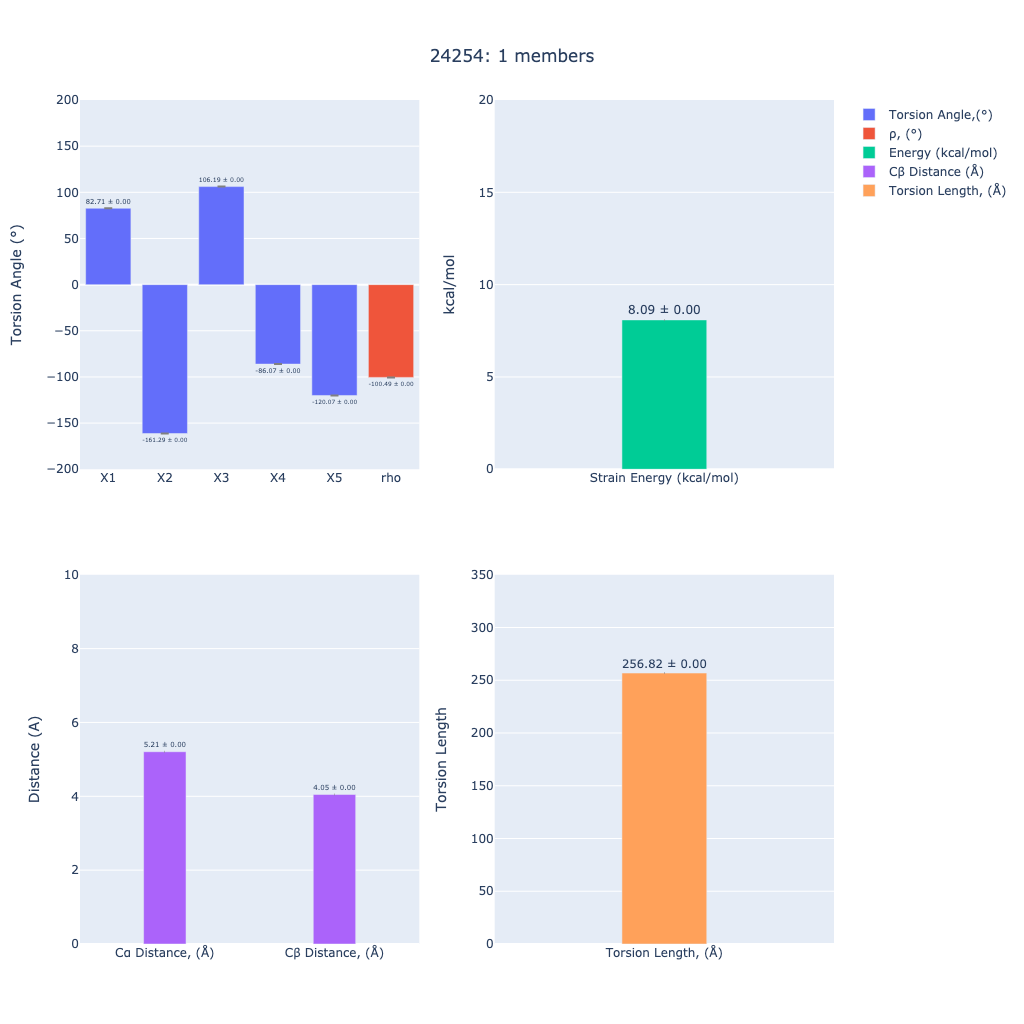 24254: 1 members
Torsion Angle (°)
200
150
100
50
0
−50
−100
−150
−200
82.71 ± 0.00
-161.29 ± 0.00
106.19 ± 0.00
-86.07 ± 0.00
-120.07 ± 0.00
-100.49 ± 0.00
X1 X2 X3 X4 X5 rho
kcal/mol
20
15
10
5
0
8.09 ± 0.00
Strain Energy (kcal/mol)
Torsion Angle,(°)
ρ, (°)
Energy (kcal/mol)
Cβ Distance (Å)
Torsion Length, (Å)
Distance (A)
10
8
6
4
2
0
5.21 ± 0.00
4.05 ± 0.00
Cα Distance, (Å) Cβ Distance, (Å)
Torsion Length
350
300
250
200
150
100
50
0
256.82 ± 0.00
Torsion Length, (Å)